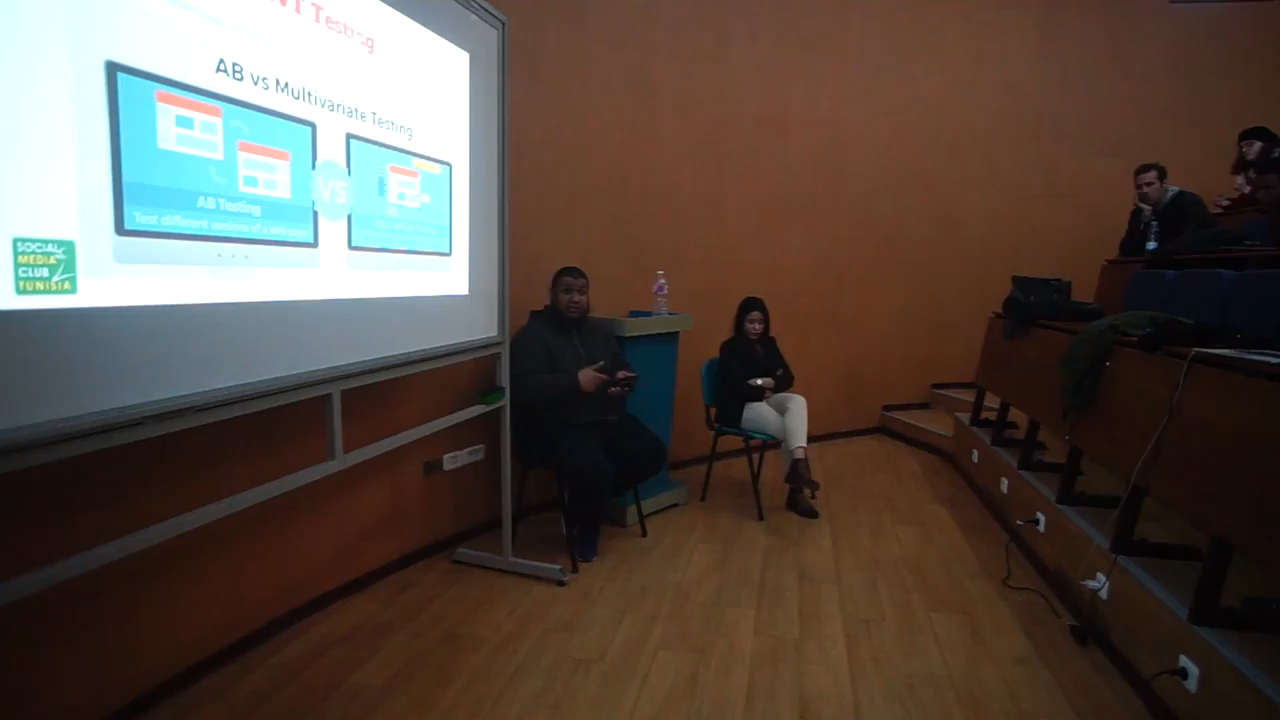 Testing
AB vs Multivariate Testing
VS
AB Testing
Test different versions of a web page
SOCIAL
MEDIA
CLUB
TUNISIA